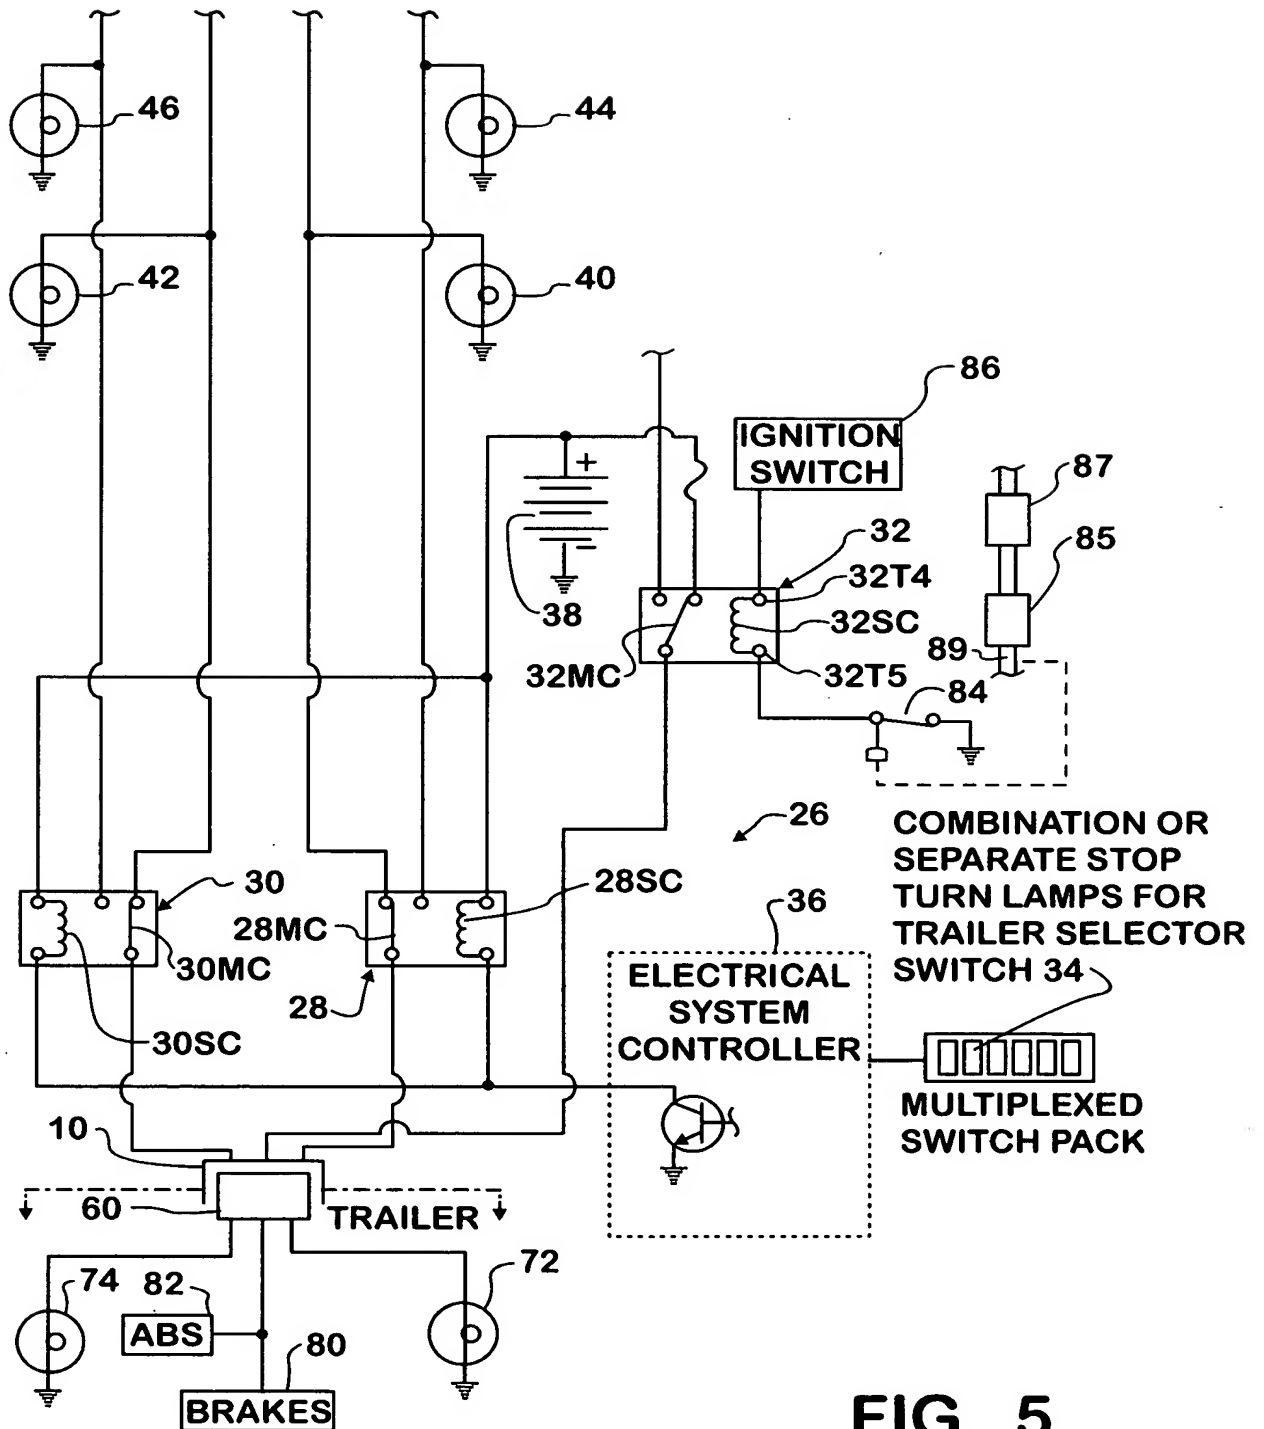 46
44
42
40
86
IGNITION
SWITCH
+
87
85
32
32T4
38
32SC
89
32MC
32T5
84
26
COMBINATION OR
SEPARATE STOP
TURN LAMPS FOR
TRAILER SELECTOR
SWITCH 34
30
28SC
36
28MC
30MC
28
30SC
ELECTRICAL
SYSTEM
CONTROLLER
MULTIPLEXED
SWITCH PACK
10
60
TRAILER
74
82
72
ABS
80
BRAKES
FIG. 5